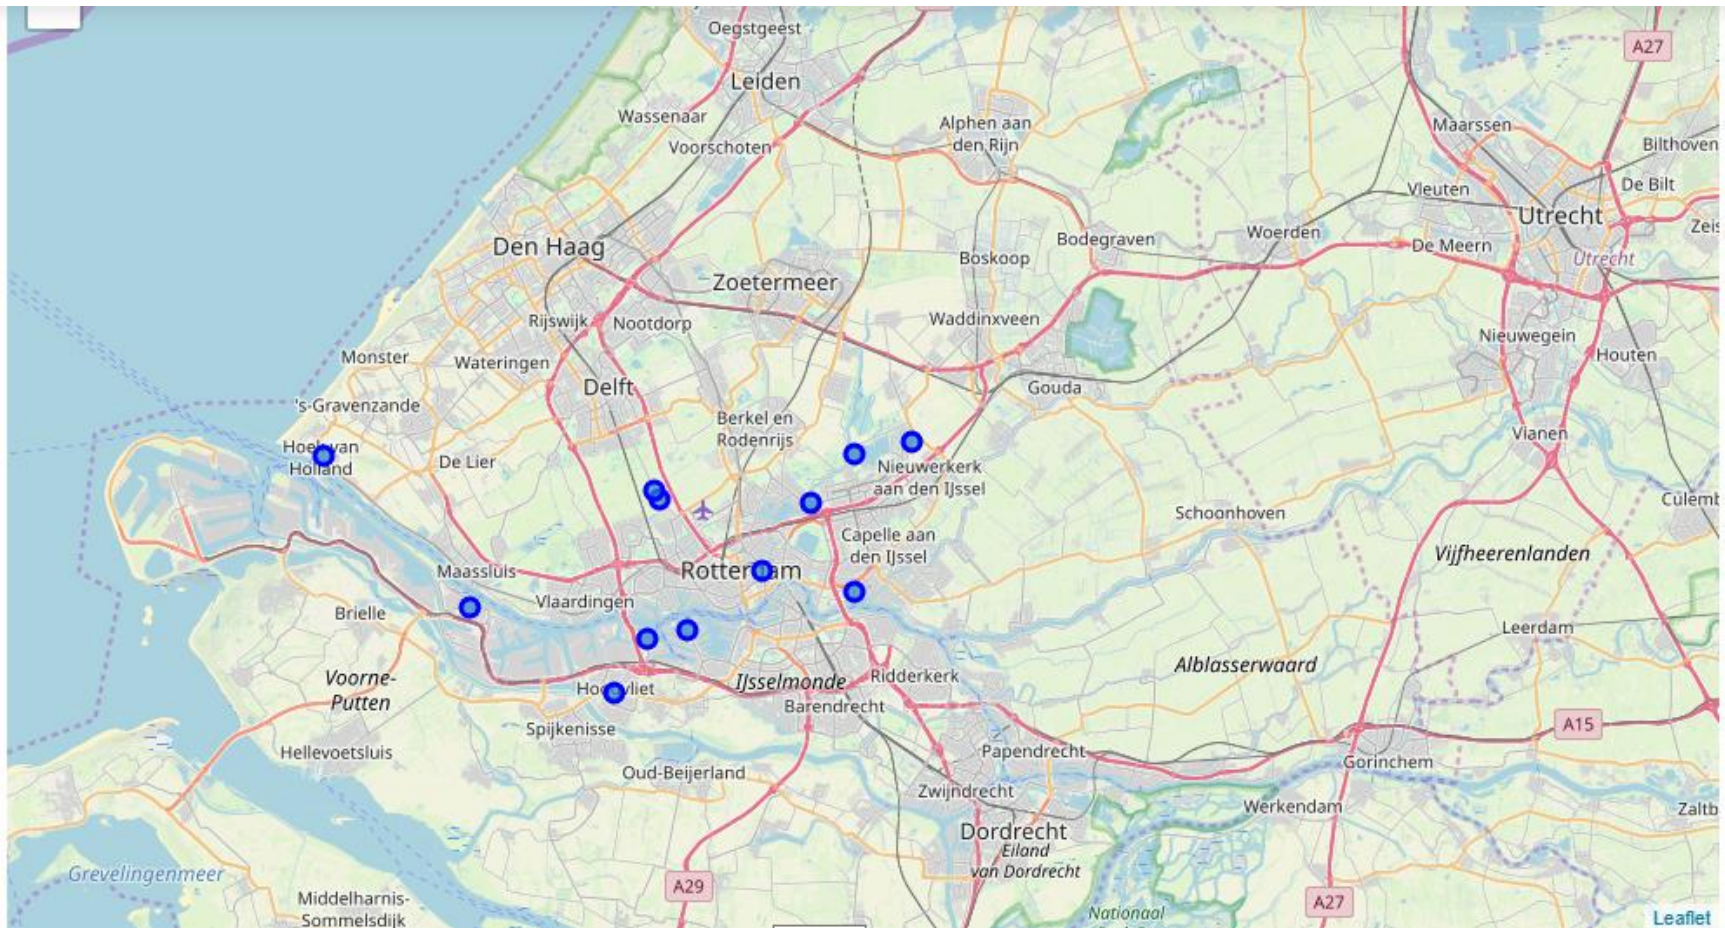 Oegstgeest
A27
Leiden
Wassenaar
Alphen aan
den Rijn
Maarssen
Voorschoten
Bilthoven
Vleuten
De Bilt
Utrecht
Den Haag
Bodegraven
Woerden
De Meern
Boskoop
Utrecht
Zoetermeer
Rijswijk
Nootdorp
Waddinxveen
Nieuwegein
Monster
Wateringen
Houten
Delft
Gouda
's-Gravenzande
Berkel en
Rodenrijs
Vianen
Hoek van
Holland
De Lier
Nieuwerkerk
aan den IJssel
Schoonhoven
Capelle aan
den IJssel
Vijfheerenlanden
Maassluis
Rotterdam
Vlaardingen
Brielle
Leerdam
Voorne-
Putten
Alblasserwaard
Hoogvliet
IJsselmonde
Ridderkerk
Barendrecht
Spijkenisse
A15
Hellevoetsluis
Papendrecht
Gorinchem
Oud-Beijerland
Zwijndrecht
Werkendam
Dordrecht
Eiland
van Dordrecht
Grevelingenmeer
A29
Middelharnis-
Sommelsdijk
A27
Nationaal
Leaflet